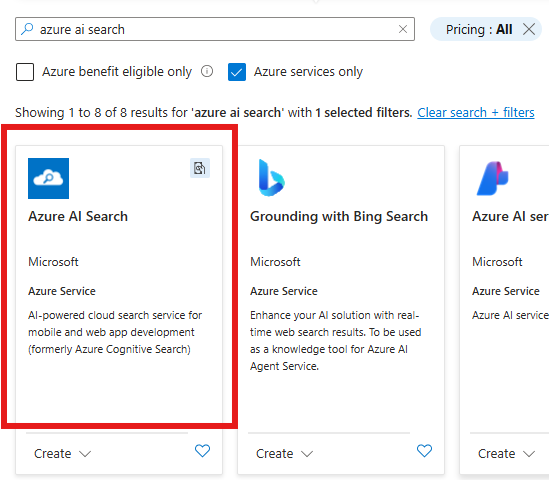 azure ai search
Pricing : All
Azure benefit eligible only
Azure services only
Showing 1 to 8 of 8 results for 'azure ai search' with 1 selected filters. Clear search + filters
Azure AI Search
Microsoft
Azure Service
AI-powered cloud search service for
mobile and web app development
(formerly Azure Cognitive Search)
Create
Grounding with Bing Search
Microsoft
Azure Service
Enhance your AI solution with real-
time web search results. To be used
as a knowledge tool for Azure AI
Agent Service.
Create
Azure AI ser
Microsoft
Azure Service
Azure AI service
Create